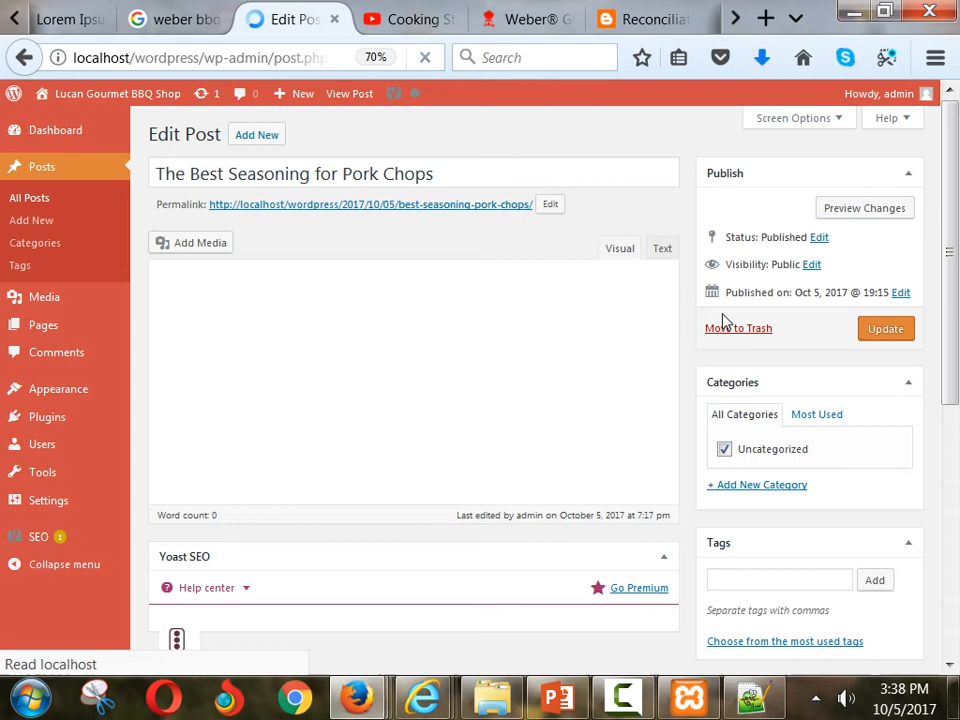 Lorem Ipsu
weber bbq
Edit Pos
Cooking St
Weber® G
Reconciliat
localhost/wordpress/wp-admin/post.php
70%
Search
Lucan Gourmet BBQ Shop
1
0
New
View Post
Howdy, admin
Dashboard
Posts
All Posts
Add New
Categories
Tags
Media
Pages
Comments
Appearance
Plugins
Users
Tools
Settings
SEO 1
Collapse menu
Screen Options
Help
Edit Post
Add New
The Best Seasoning for Pork Chops
Permalink: http://localhost/wordpress/2017/10/05/best-seasoning-pork-chops/ Edit
Add Media
Visual
Text
Word count: 0
Last edited by admin on October 5, 2017 at 7:17 pm
Yoast SEO
Help center
Go Premium
Publish
Preview Changes
Status: Published Edit
Visibility: Public Edit
Published on: Oct 5, 2017 @ 19:15 Edit
Move to Trash
Update
Categories
All Categories
Most Used
Uncategorized
+ Add New Category
Tags
Add
Separate tags with commas
Choose from the most used tags
Read localhost
3:38 PM
10/5/2017